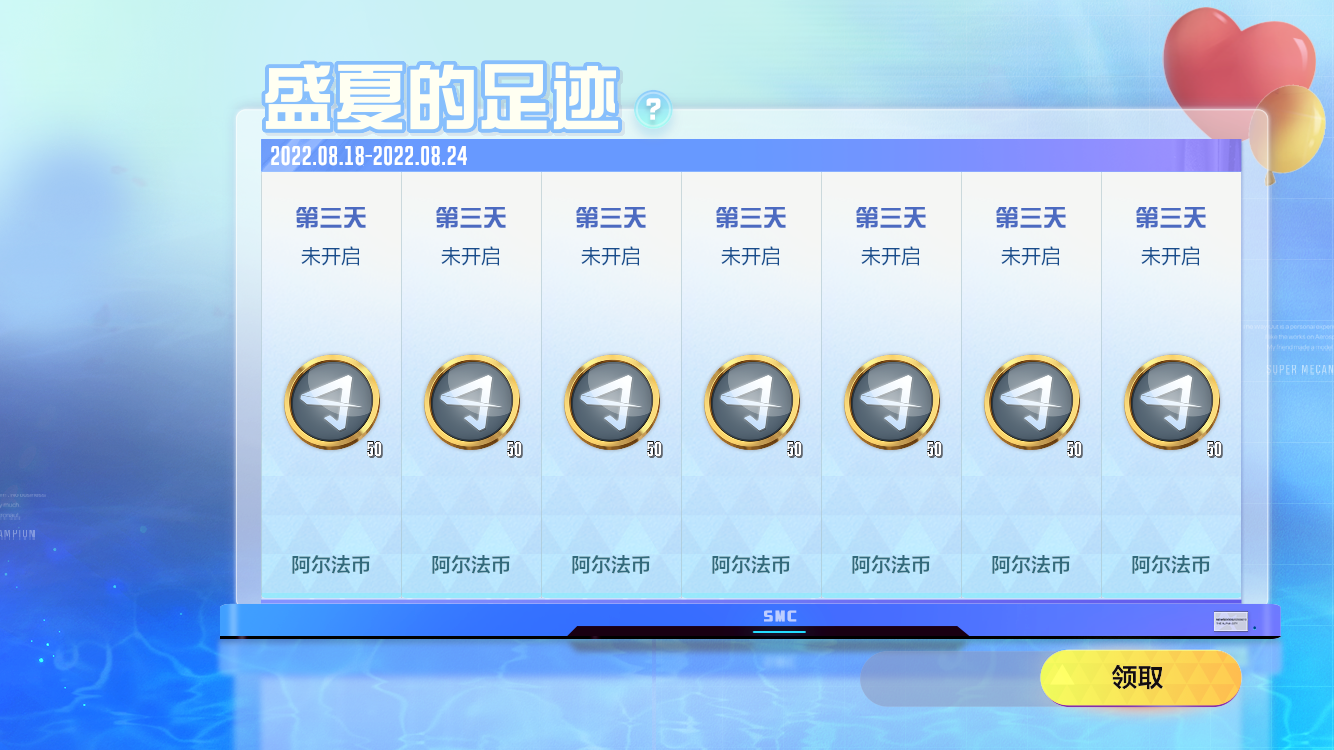 盛夏的足迹
?
2022.08.18-2022.08.24
第三天 第三天 第三天 第三天 第三天 第三天 第三天
未开启 未开启 未开启 未开启 未开启 未开启 未开启
50 50 50 50 50 50 50
阿尔法币 阿尔法币 阿尔法币 阿尔法币 阿尔法币 阿尔法币 阿尔法币
SMC
领取
SUPER MECAN
AMPIUN